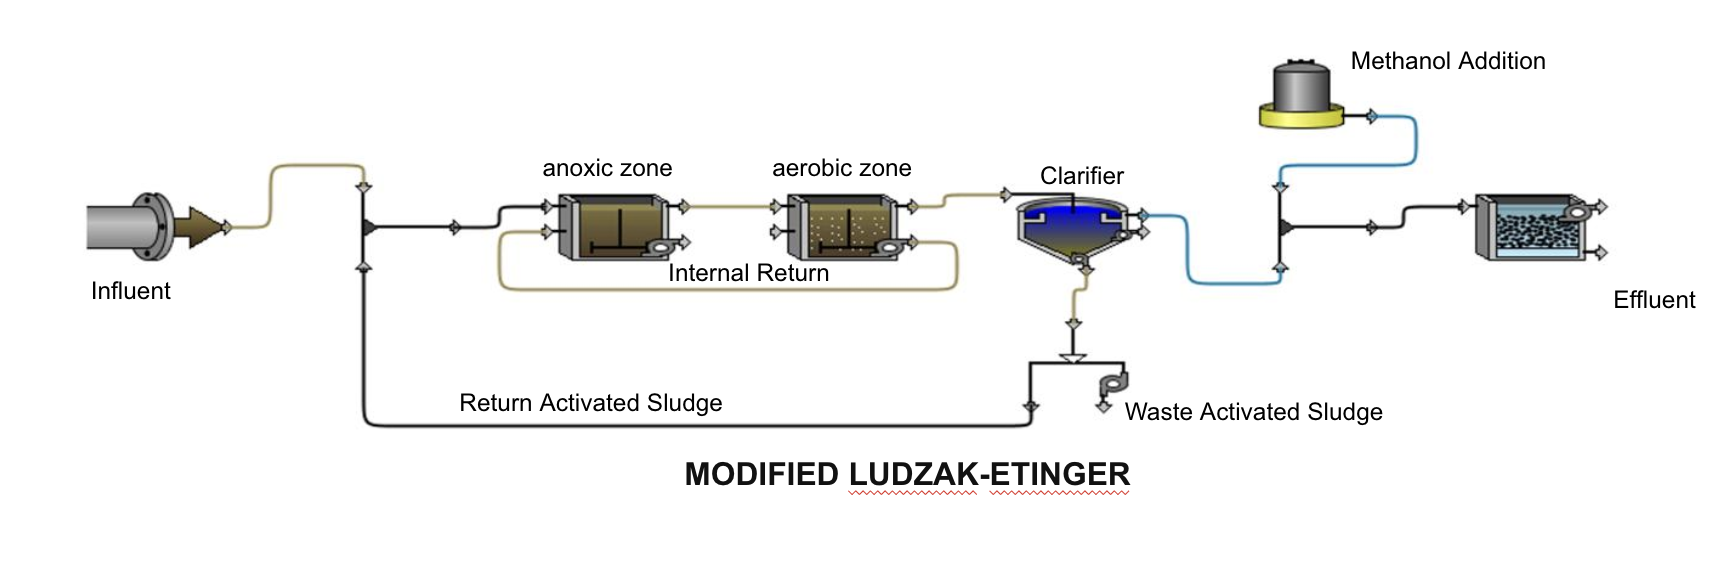 Methanol Addition
anoxic zone
aerobic zone
Clarifier
Internal Return
Influent
Effluent
Return Activated Sludge
Waste Activated Sludge
MODIFIED LUDZAK-ETINGER